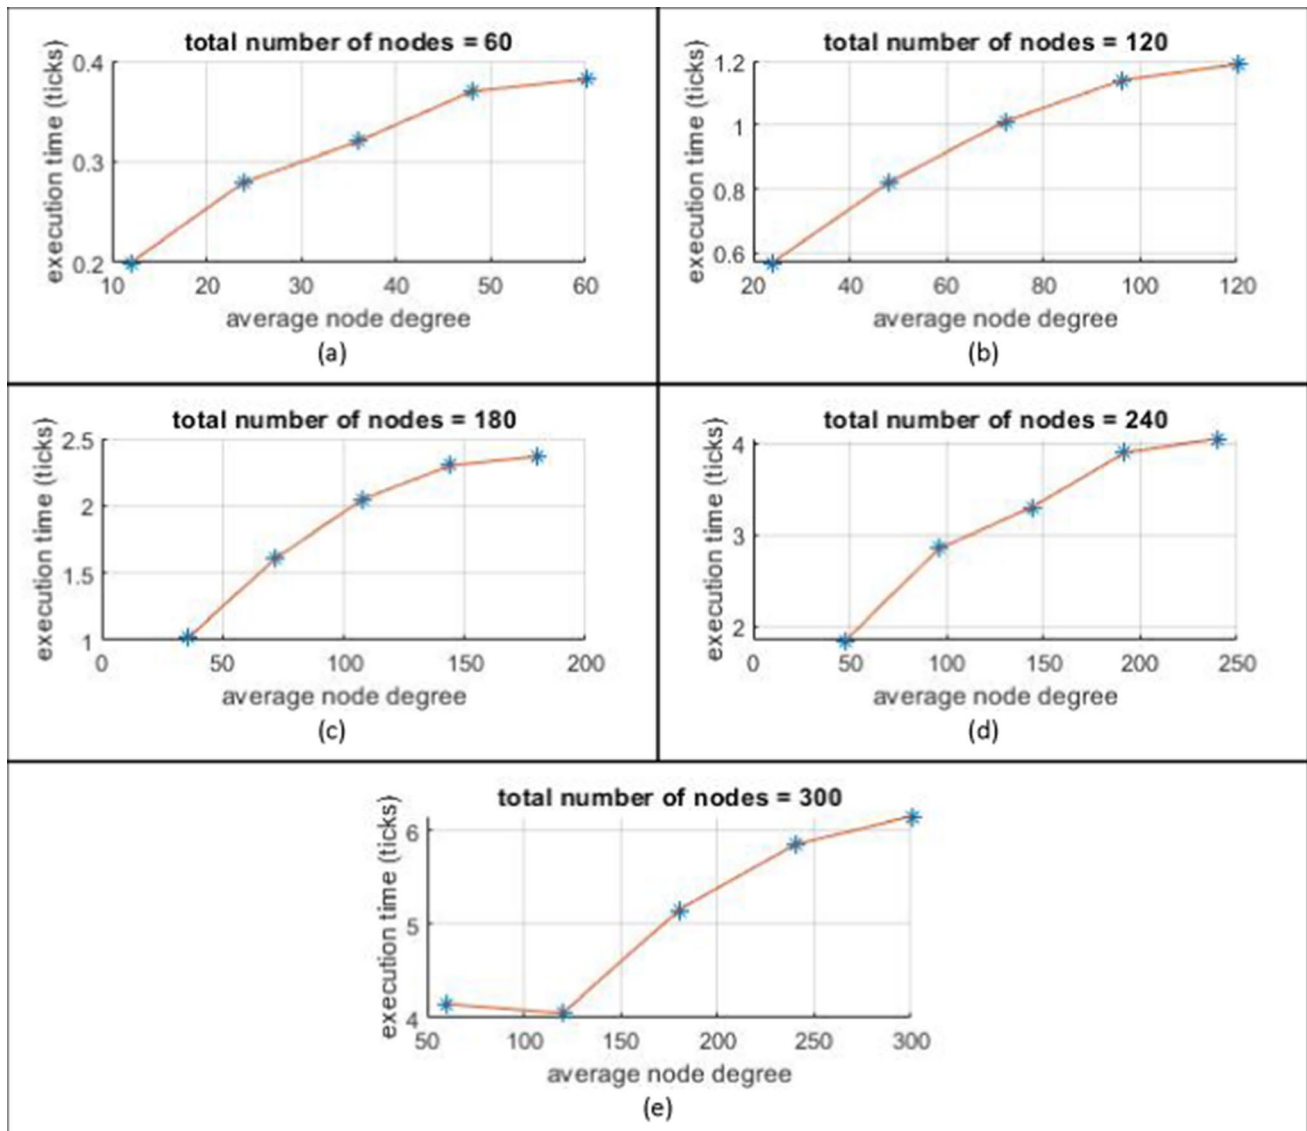 total number of nodes = 60
execution time (ticks)
0.4
0.3
0.2
10 20 30 40 50 60
average node degree
(a)
total number of nodes = 120
execution time (ticks)
1.2
1
0.8
0.6
20 40 60 80 100 120
average node degree
(b)
total number of nodes = 180
execution time (ticks)
2.5
2
1.5
1
0 50 100 150 200
average node degree
(c)
total number of nodes = 240
execution time (ticks)
4
3
2
0 50 100 150 200 250
average node degree
(d)
total number of nodes = 300
execution time (ticks)
6
5
4
50 100 150 200 250 300
average node degree
(e)